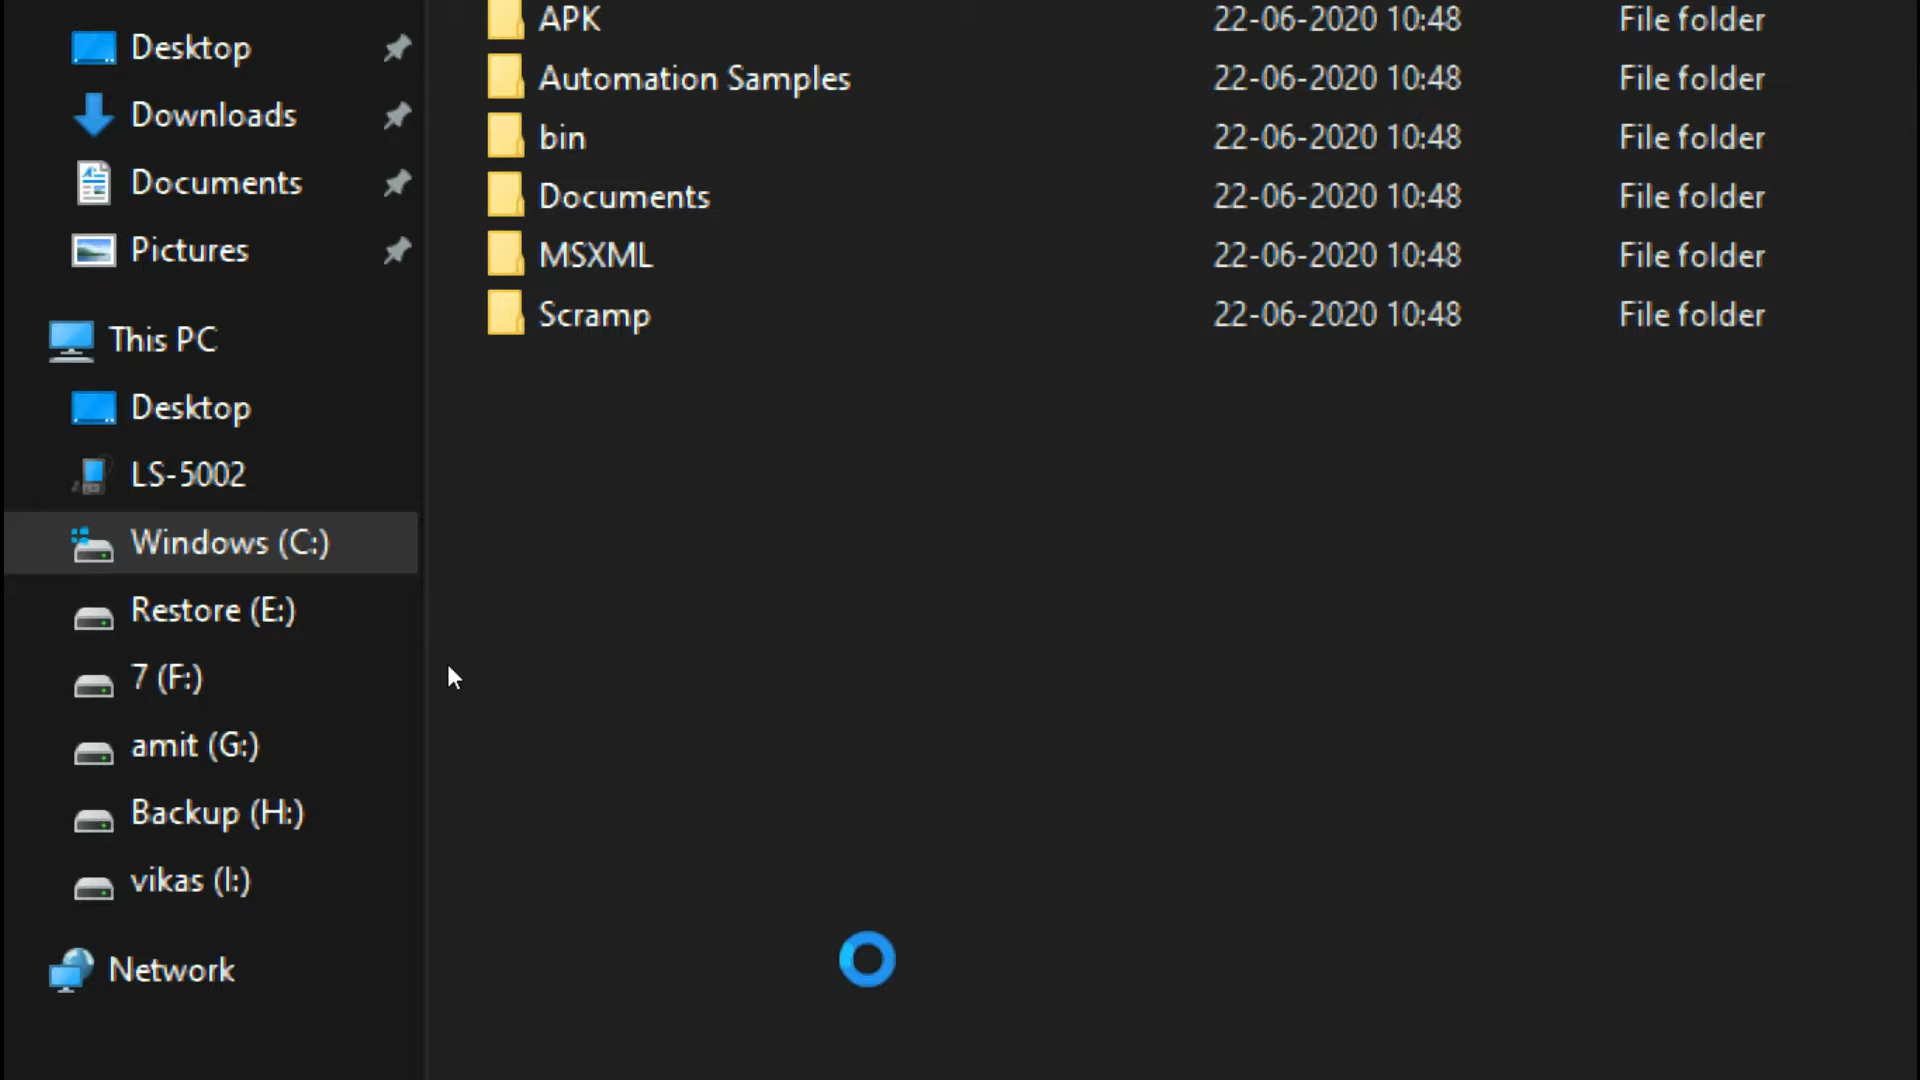 Desktop
Downloads
Documents
Pictures
This PC
Desktop
LS-5002
Windows (C:)
Restore (E:)
7 (F:)
amit (G:)
Backup (H:)
vikas (I:)
Network
APK 22-06-2020 10:48 File folder
Automation Samples 22-06-2020 10:48 File folder
bin 22-06-2020 10:48 File folder
Documents 22-06-2020 10:48 File folder
MSXML 22-06-2020 10:48 File folder
Scramp 22-06-2020 10:48 File folder